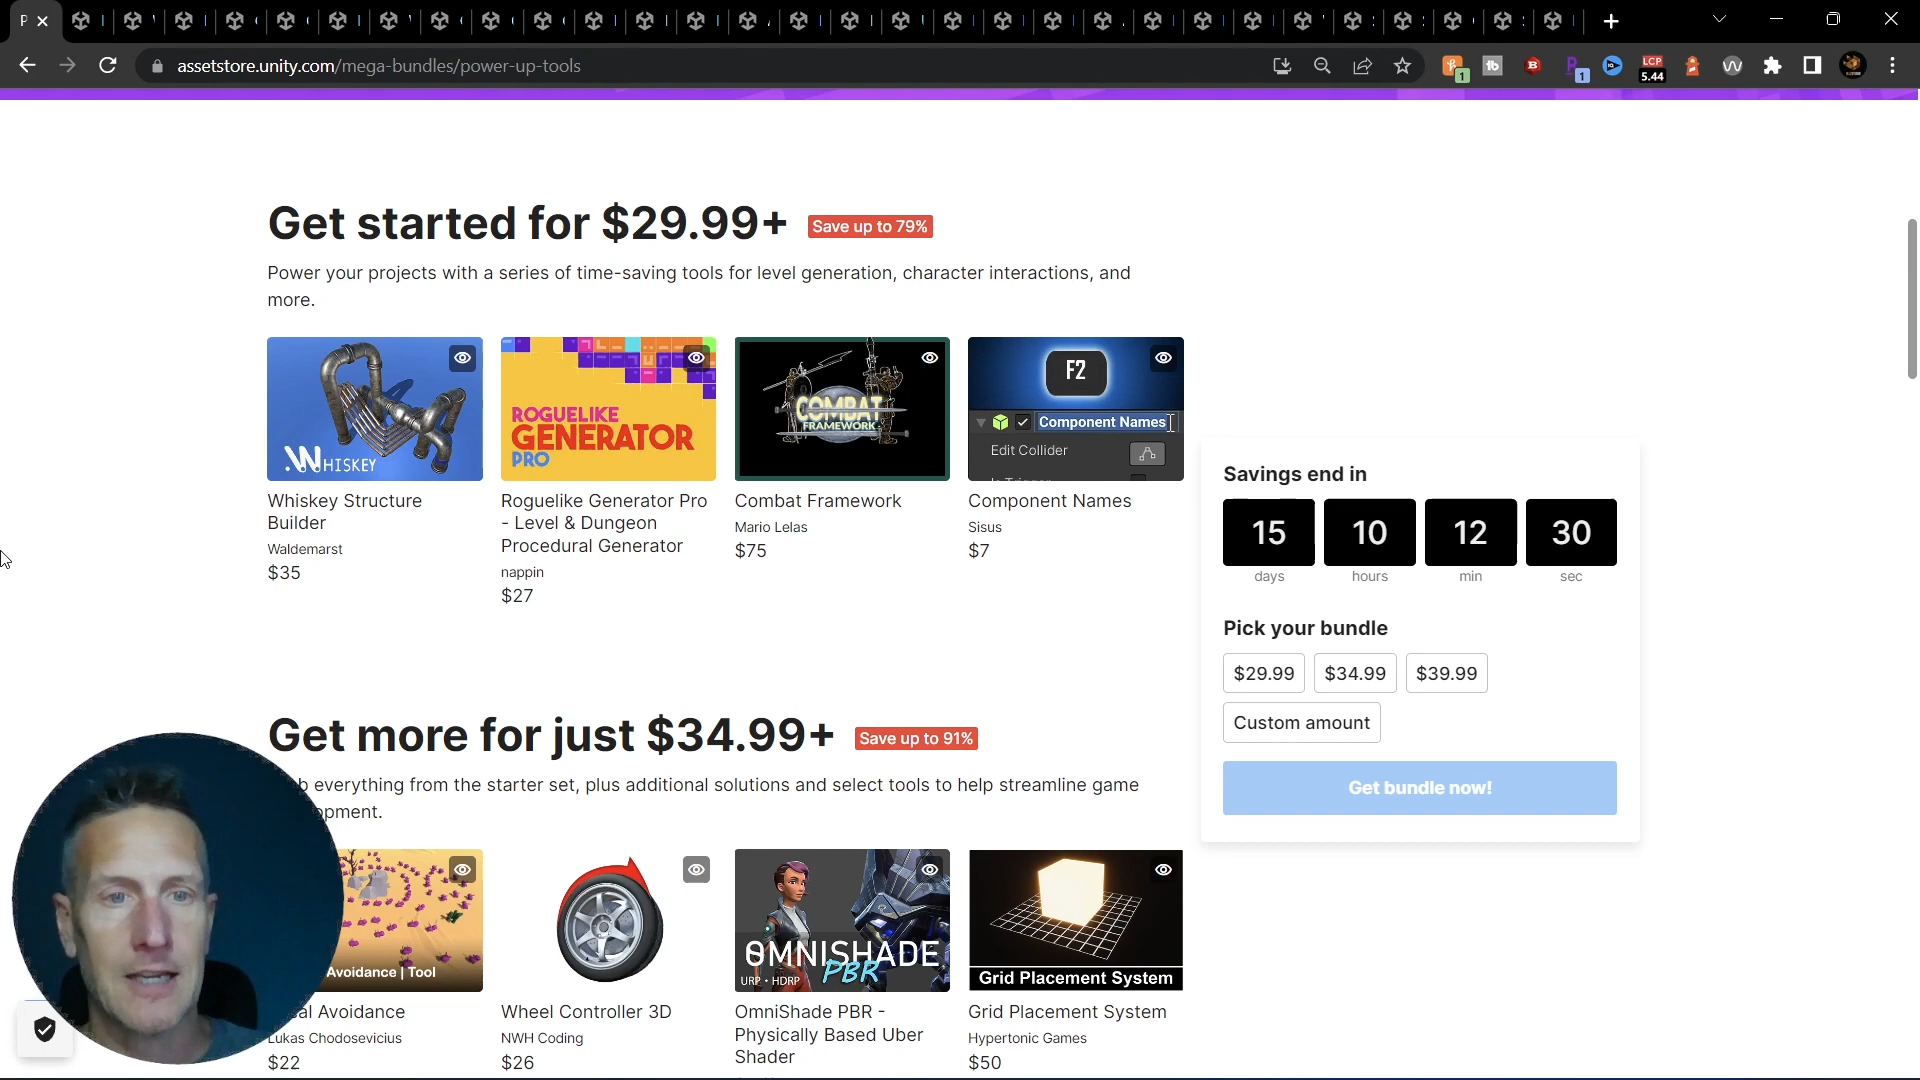 P
assetstore.unity.com/mega-bundles/power-up-tools
1
1
LCP
5.44
Get started for $29.99+
Save up to 79%
Power your projects with a series of time-saving tools for level generation, character interactions, and
more.
WHISKEY
ROGUELIKE
GENERATOR
PRO
COMBAT
FRAMEWORK
F2
Component Names
Edit Collider
Whiskey Structure
Builder
Waldemarst
$35
Roguelike Generator Pro
- Level & Dungeon
Procedural Generator
nappin
$27
Combat Framework
Mario Lelas
$75
Component Names
Sisus
$7
Savings end in
15 10 12 30
days hours min sec
Pick your bundle
$29.99 $34.99 $39.99
Custom amount
Get bundle now!
Get more for just $34.99+
Save up to 91%
everything from the starter set, plus additional solutions and select tools to help streamline game
Avoidance | Tool
OMNISHADE
PBR
URP • HDRP
Grid Placement System
Avoidance
Lukas Chodosevicius
$22
Wheel Controller 3D
NWH Coding
$26
OmniShade PBR -
Physically Based Uber
Shader
Grid Placement System
Hypertonic Games
$50